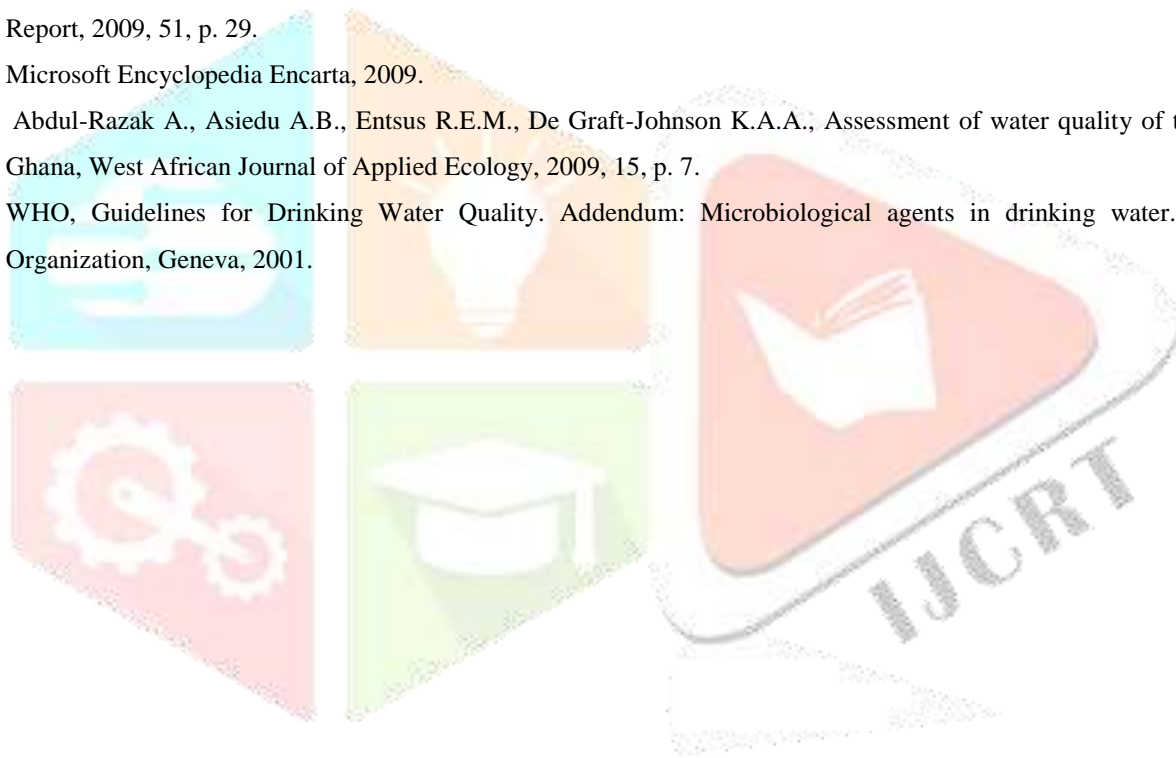 Report, 2009, 51, p. 29.
Microsoft Encyclopedia Encarta, 2009.
Abdul-Razak A., Asiedu A.B., Entsus R.E.M., De Graft-Johnson K.A.A., Assessment of water quality of
Ghana, West African Journal of Applied Ecology, 2009, 15, p. 7.
WHO, Guidelines for Drinking Water Quality. Addendum: Microbiological agents in drinking water.
Organization, Geneva, 2001.
IJCRT